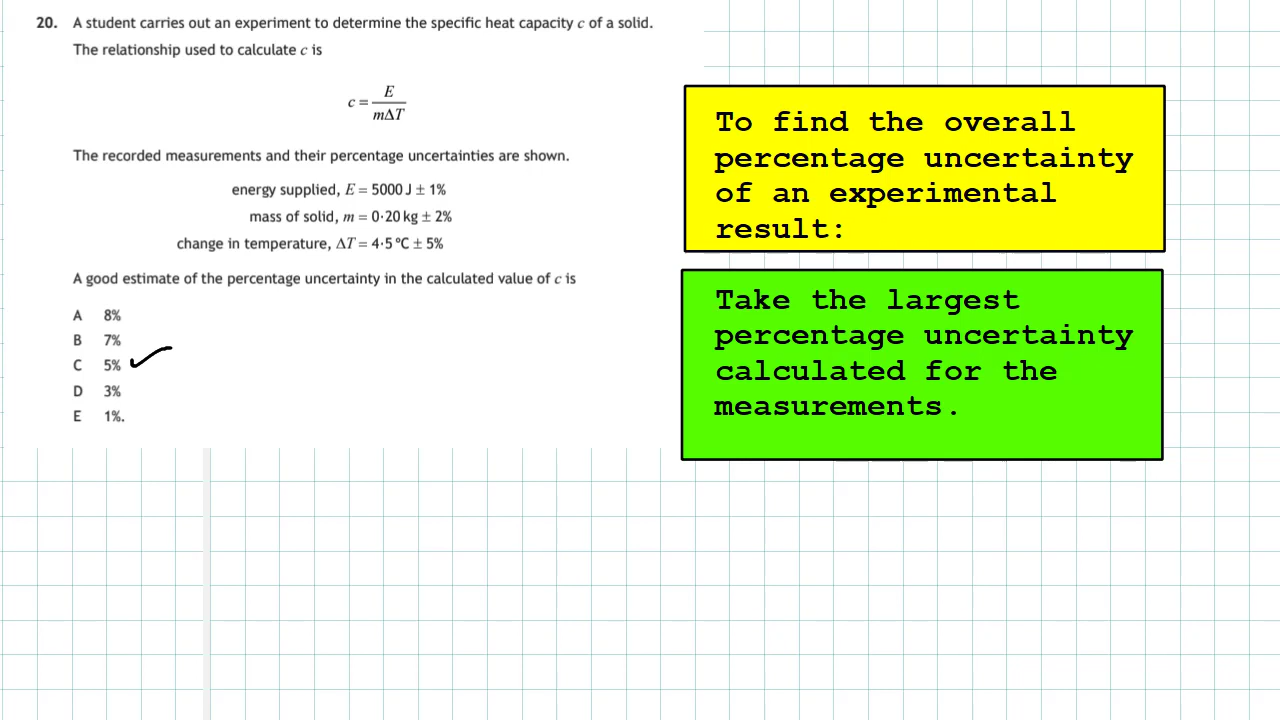 20. A student carries out an experiment to determine the specific heat capacity c of a solid.
The relationship used to calculate c is
c = E
mΔT
The recorded measurements and their percentage uncertainties are shown.
energy supplied, E = 5000 J ± 1%
mass of solid, m = 0·20 kg ± 2%
change in temperature, ΔT = 4·5 °C ± 5%
A good estimate of the percentage uncertainty in the calculated value of c is
A 8%
B 7%
C 5%
D 3%
E 1%.
To find the overall
percentage uncertainty
of an experimental
result:
Take the largest
percentage uncertainty
calculated for the
measurements.